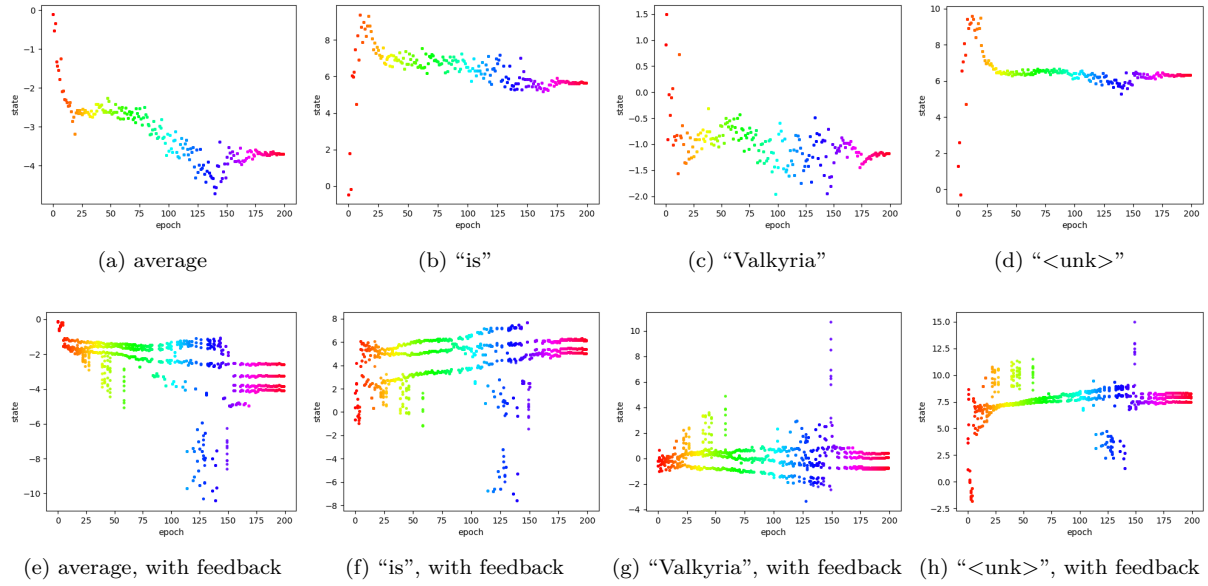 0
−1
−2
−3
−4
state
0 25 50 75 100 125 150 175 200
epoch
(a) average
8
6
4
2
0
state
0 25 50 75 100 125 150 175 200
epoch
(b) “is”
1.5
1.0
0.5
0.0
−0.5
−1.0
−1.5
−2.0
state
0 25 50 75 100 125 150 175 200
epoch
(c) “Valkyria”
10
8
6
4
2
0
state
0 25 50 75 100 125 150 175 200
epoch
(d) “<unk>”
0
−2
−4
−6
−8
−10
state
0 25 50 75 100 125 150 175 200
epoch
(e) average, with feedback
8
6
4
2
0
−2
−4
−6
−8
state
0 25 50 75 100 125 150 175 200
epoch
(f) “is”, with feedback
10
8
6
4
2
0
−2
−4
state
0 25 50 75 100 125 150 175 200
epoch
(g) “Valkyria”, with feedback
15.0
12.5
10.0
7.5
5.0
2.5
0.0
−2.5
state
0 25 50 75 100 125 150 175 200
epoch
(h) “<unk>”, with feedback